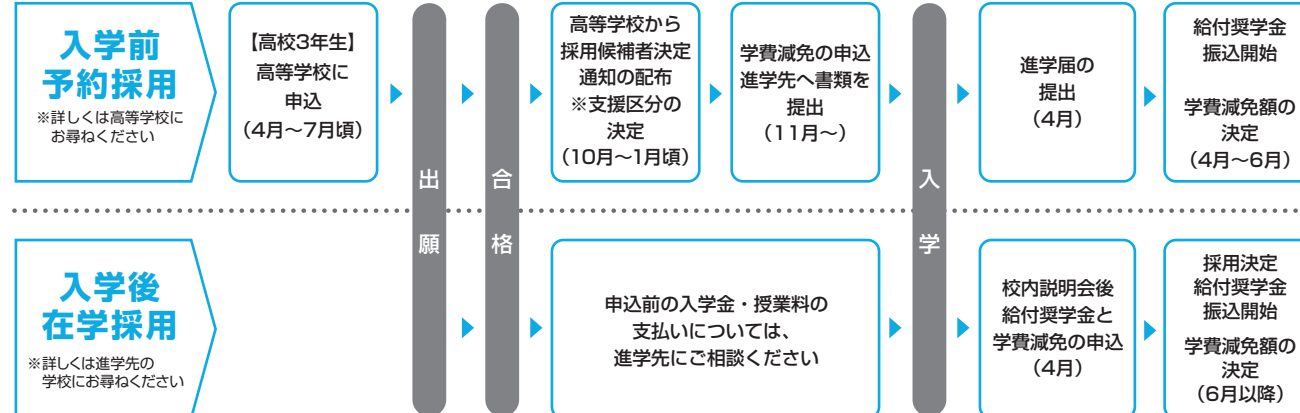 入学前
予約採用
※詳しくは高等学校に
お尋ねください
【高校3年生】
高等学校に
申込
（4月〜7月頃）
出願
合格
高等学校から
採用候補者決定
通知の配布
※支援区分の
決定
（10月〜1月頃）
学費減免の申込
進学先へ書類を
提出
（11月〜）
入学
進学届の
提出
（4月）
給付奨学金
振込開始
学費減免額の
決定
（4月〜6月）
入学後
在学採用
※詳しくは進学先の
学校にお尋ねください
申込前の入学金・授業料の
支払いについては、
進学先にご相談ください
校内説明会後
給付奨学金と
学費減免の申込
（4月）
採用決定
給付奨学金
振込開始
学費減免額の
決定
（6月以降）